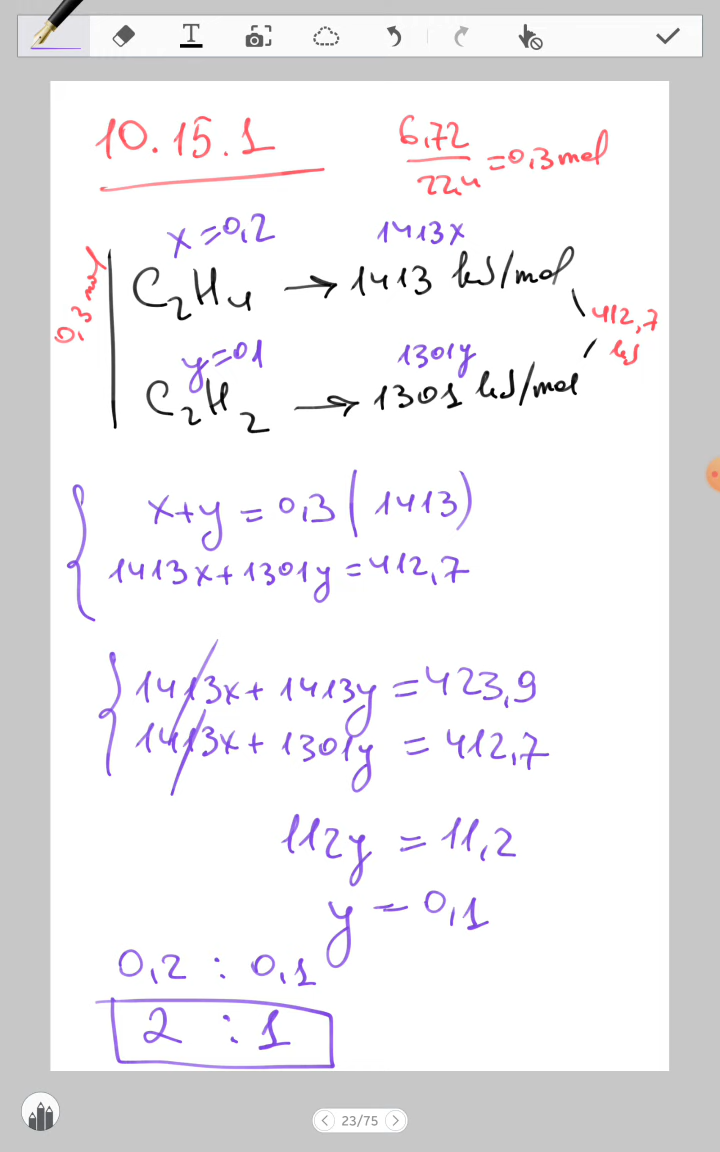 T
10.15.1
6,72
22,4
=0,3 mol
x=0,2
1413x
C2H4 → 1413 kJ/mol
0,3 mol
412,7
kJ
y=01
1301y
C2H2 → 1301 kJ/mol
x+y = 0,3 | 1413)
1413x+1301y=412,7
1413x + 1413y = 423,9
1413x + 1301y = 412,7
112y = 11,2
y = 0,1
0,2 : 0,1
2 : 1
23/75